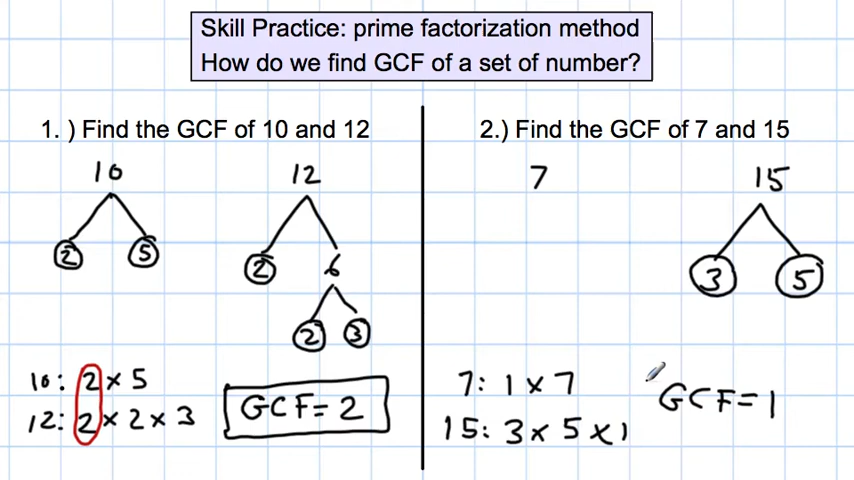 Skill Practice: prime factorization method
How do we find GCF of a set of number?
1. ) Find the GCF of 10 and 12
10
12
2
5
2
6
2
3
10: 2 × 5
12: 2 × 2 × 3
GCF = 2
2.) Find the GCF of 7 and 15
7
15
3
5
7: 1 × 7
15: 3 × 5 × 1
GCF = 1